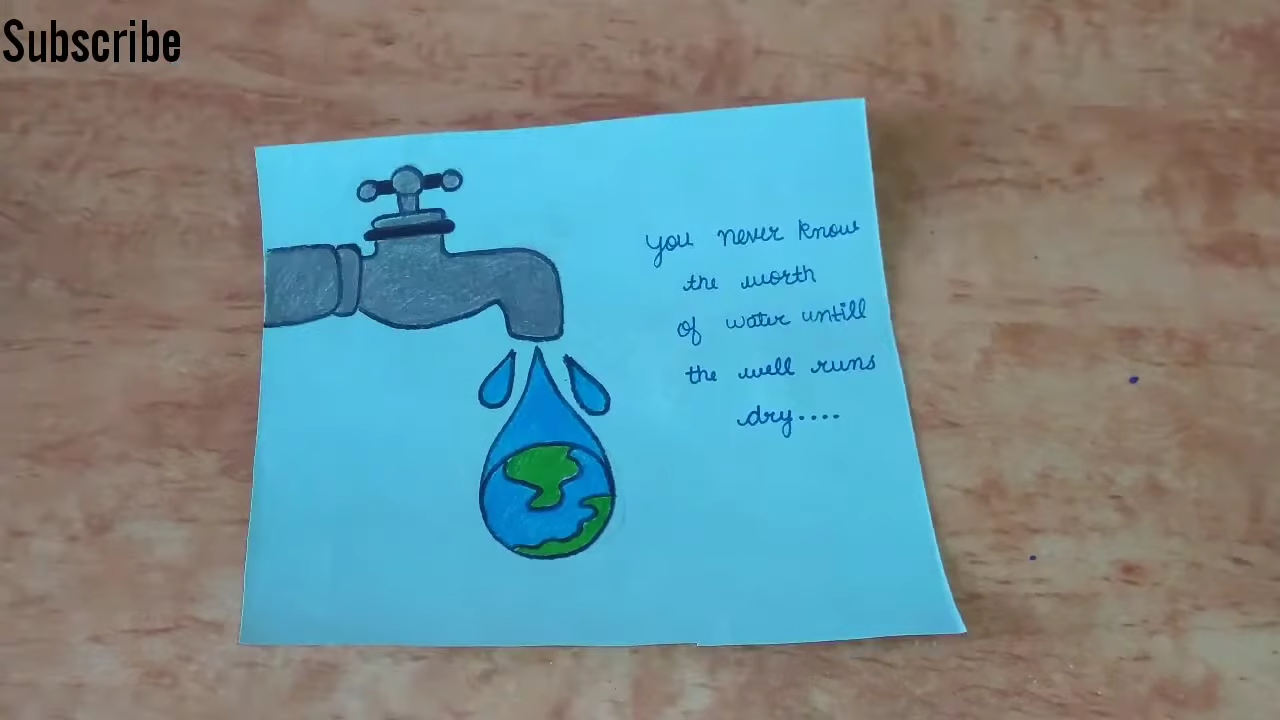 Subscribe
you never know
the worth
of water untill
the well runs
dry....